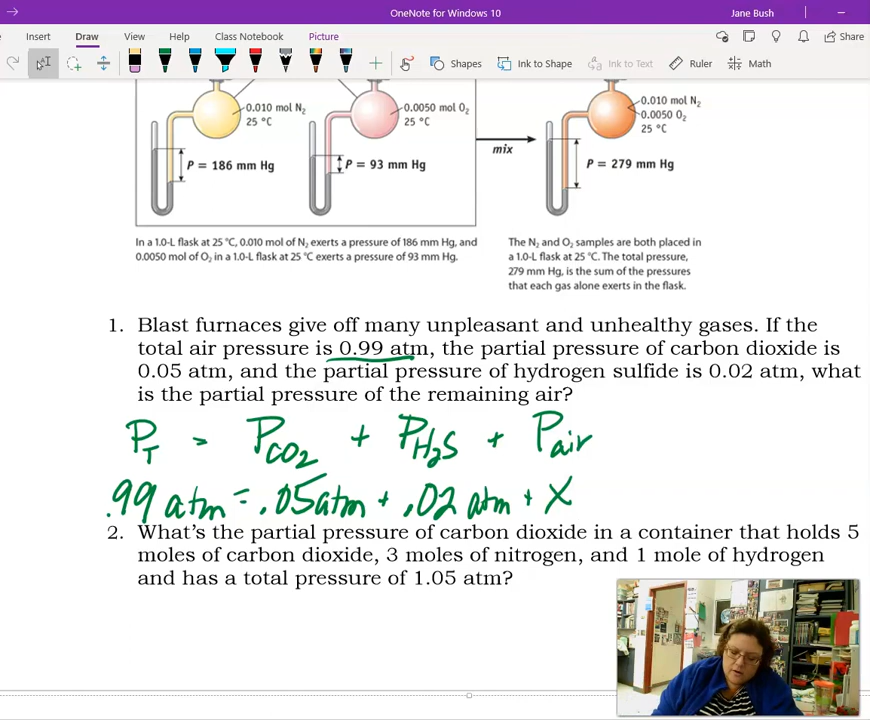 OneNote for Windows 10
Jane Bush
Insert
Draw
View
Help
Class Notebook
Picture
Share
Shapes
Ink to Shape
Ink to Text
Ruler
Math
0.010 mol N₂
25 °C
P = 186 mm Hg
0.0050 mol O₂
25 °C
P = 93 mm Hg
mix
0.010 mol N₂
0.0050 O₂
25 °C
P = 279 mm Hg
In a 1.0-L flask at 25 °C, 0.010 mol of N₂ exerts a pressure of 186 mm Hg, and
0.0050 mol of O₂ in a 1.0-L flask at 25 °C exerts a pressure of 93 mm Hg.
The N₂ and O₂ samples are both placed in
a 1.0-L flask at 25 °C. The total pressure,
279 mm Hg, is the sum of the pressures
that each gas alone exerts in the flask.
1. Blast furnaces give off many unpleasant and unhealthy gases. If the
total air pressure is 0.99 atm, the partial pressure of carbon dioxide is
0.05 atm, and the partial pressure of hydrogen sulfide is 0.02 atm, what
is the partial pressure of the remaining air?
P_T = P_CO₂ + P_H₂S + P_air
.99 atm = .05atm + .02 atm + X
2. What's the partial pressure of carbon dioxide in a container that holds 5
moles of carbon dioxide, 3 moles of nitrogen, and 1 mole of hydrogen
and has a total pressure of 1.05 atm?